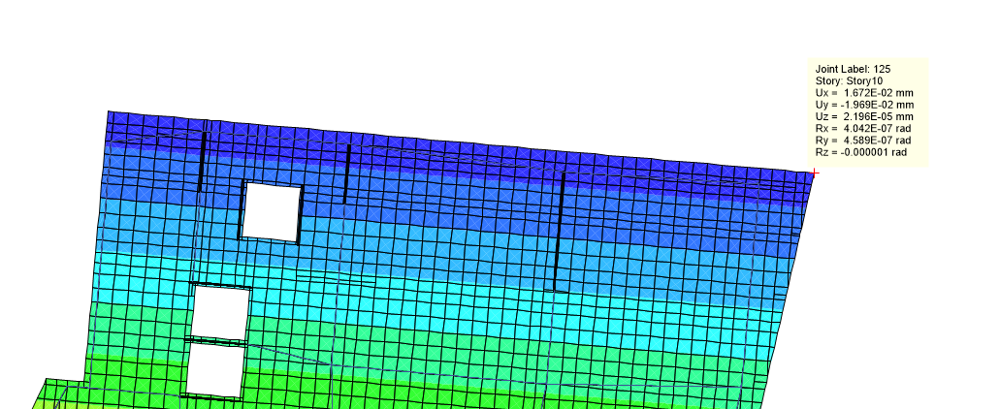 Joint Label: 125
Story: Story10
Ux = 1.672E-02 mm
Uy = -1.969E-02 mm
Uz = 2.196E-05 mm
Rx = 4.042E-07 rad
Ry = 4.589E-07 rad
Rz = -0.000001 rad